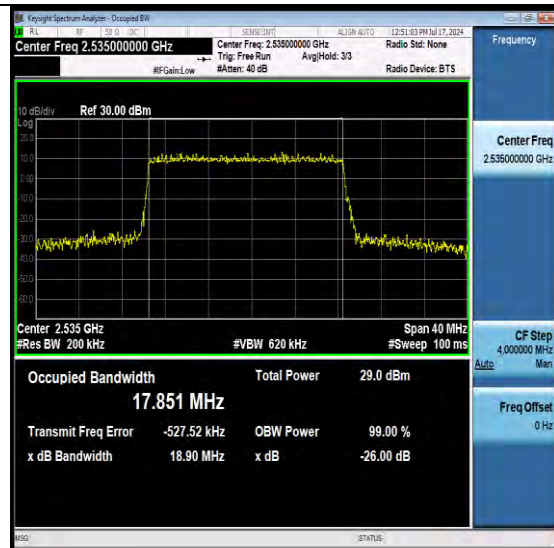 Keysight Spectrum Analyzer - Occupied BW
RL RF 50 Ω DC SENSE:INT ALIGN AUTO 12:51:03 PM Jul 17, 2024
Center Freq 2.535000000 GHz Center Freq: 2.535000000 GHz Radio Std: None
Trig: Free Run Avg|Hold: 3/3
#IFGain:Low #Atten: 40 dB Radio Device: BTS
Frequency
10 dB/div Ref 30.00 dBm
Log
20.0
10.0
0.00
-10.0
-20.0
-30.0
-40.0
-50.0
-60.0
Center 2.535 GHz Span 40 MHz
#Res BW 200 kHz #VBW 620 kHz #Sweep 100 ms
Occupied Bandwidth Total Power 29.0 dBm
17.851 MHz
Transmit Freq Error -527.52 kHz OBW Power 99.00 %
x dB Bandwidth 18.90 MHz x dB -26.00 dB
Center Freq
2.535000000 GHz
CF Step
4.000000 MHz
Auto Man
Freq Offset
0 Hz
MSG STATUS